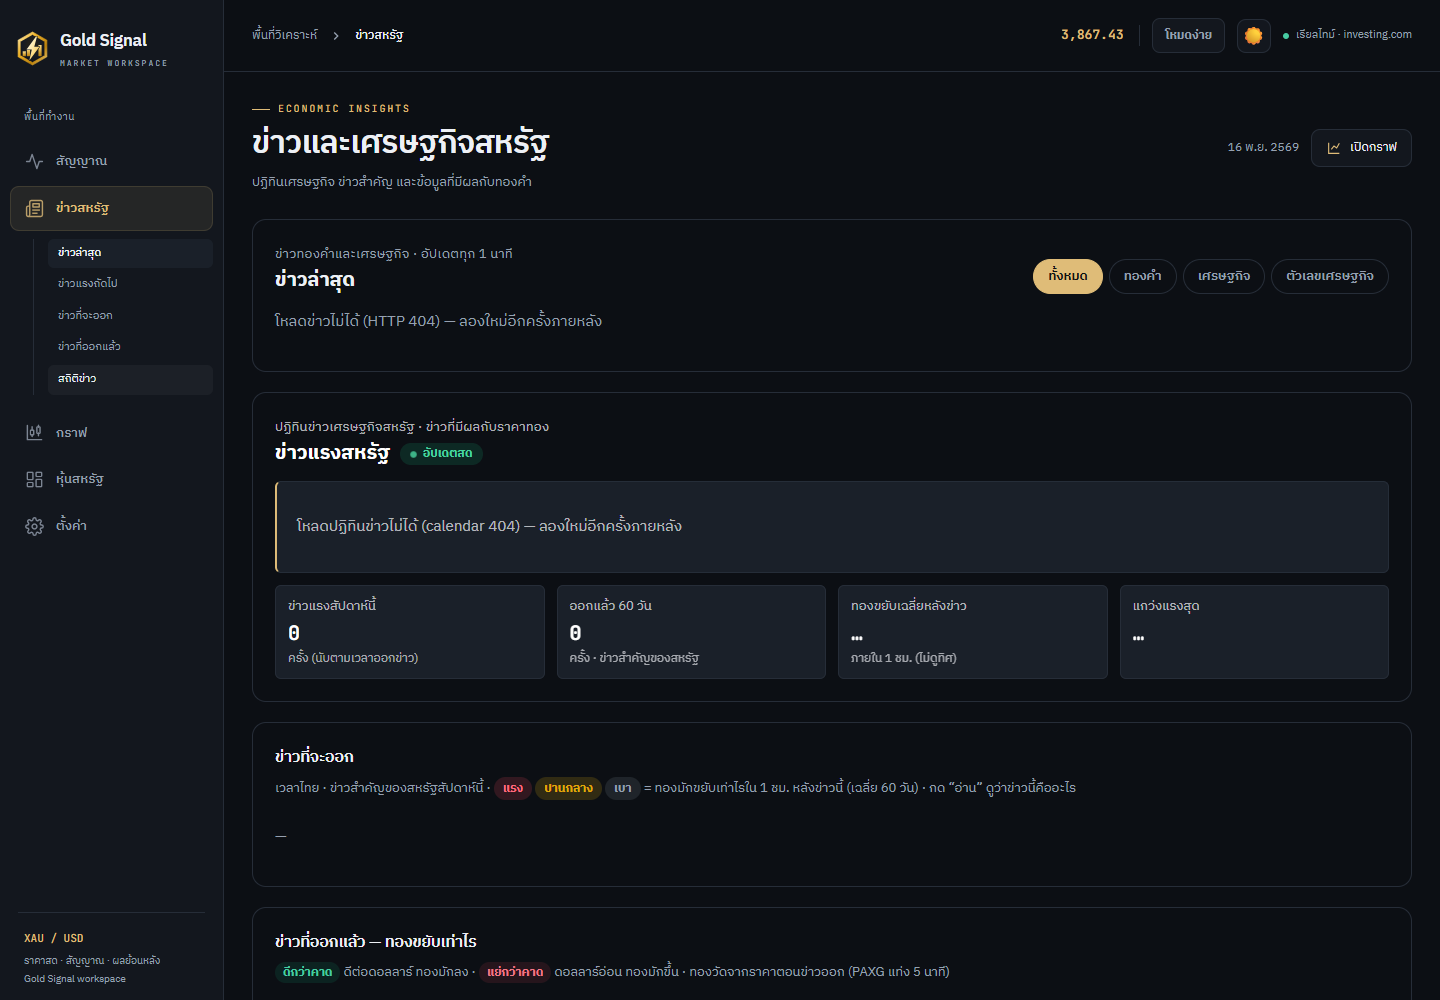 Gold Signal
MARKET WORKSPACE
พื้นที่ทำงาน
สัญญาณ
ข่าวสหรัฐ
ข่าวล่าสุด
ข่าวแรงถัดไป
ข่าวที่จะออก
ข่าวที่ออกแล้ว
สถิติข่าว
กราฟ
หุ้นสหรัฐ
ตั้งค่า
XAU / USD
ราคาสด · สัญญาณ · ผลย้อนหลัง
Gold Signal workspace
พื้นที่วิเคราะห์ > ข่าวสหรัฐ
3,867.43
โหมดง่าย
เรียลไทม์ · investing.com
ECONOMIC INSIGHTS
ข่าวและเศรษฐกิจสหรัฐ
ปฏิทินเศรษฐกิจ ข่าวสำคัญ และข้อมูลที่มีผลกับทองคำ
16 พ.ย. 2569
เปิดกราฟ
ข่าวทองคำและเศรษฐกิจ · อัปเดตทุก 1 นาที
ข่าวล่าสุด
ทั้งหมด ทองคำ เศรษฐกิจ ตัวเลขเศรษฐกิจ
โหลดข่าวไม่ได้ (HTTP 404) — ลองใหม่อีกครั้งภายหลัง
ปฏิทินข่าวเศรษฐกิจสหรัฐ · ข่าวที่มีผลกับราคาทอง
ข่าวแรงสหรัฐ อัปเดตสด
โหลดปฏิทินข่าวไม่ได้ (calendar 404) — ลองใหม่อีกครั้งภายหลัง
ข่าวแรงสัปดาห์นี้
0
ครั้ง (นับตามเวลาออกข่าว)
ออกแล้ว 60 วัน
0
ครั้ง · ข่าวสำคัญของสหรัฐ
ทองขยับเฉลี่ยหลังข่าว
…
ภายใน 1 ชม. (ไม่ดูทิศ)
แกว่งแรงสุด
…
ข่าวที่จะออก
เวลาไทย · ข่าวสำคัญของสหรัฐสัปดาห์นี้ · แรง ปานกลาง เบา = ทองมักขยับเท่าไรใน 1 ชม. หลังข่าวนี้ (เฉลี่ย 60 วัน) · กด “อ่าน” ดูว่าข่าวนี้คืออะไร
—
ข่าวที่ออกแล้ว — ทองขยับเท่าไร
ดีกว่าคาด ดีต่อดอลลาร์ ทองมักลง · แย่กว่าคาด ดอลลาร์อ่อน ทองมักขึ้น · ทองวัดจากราคาตอนข่าวออก (PAXG แท่ง 5 นาที)